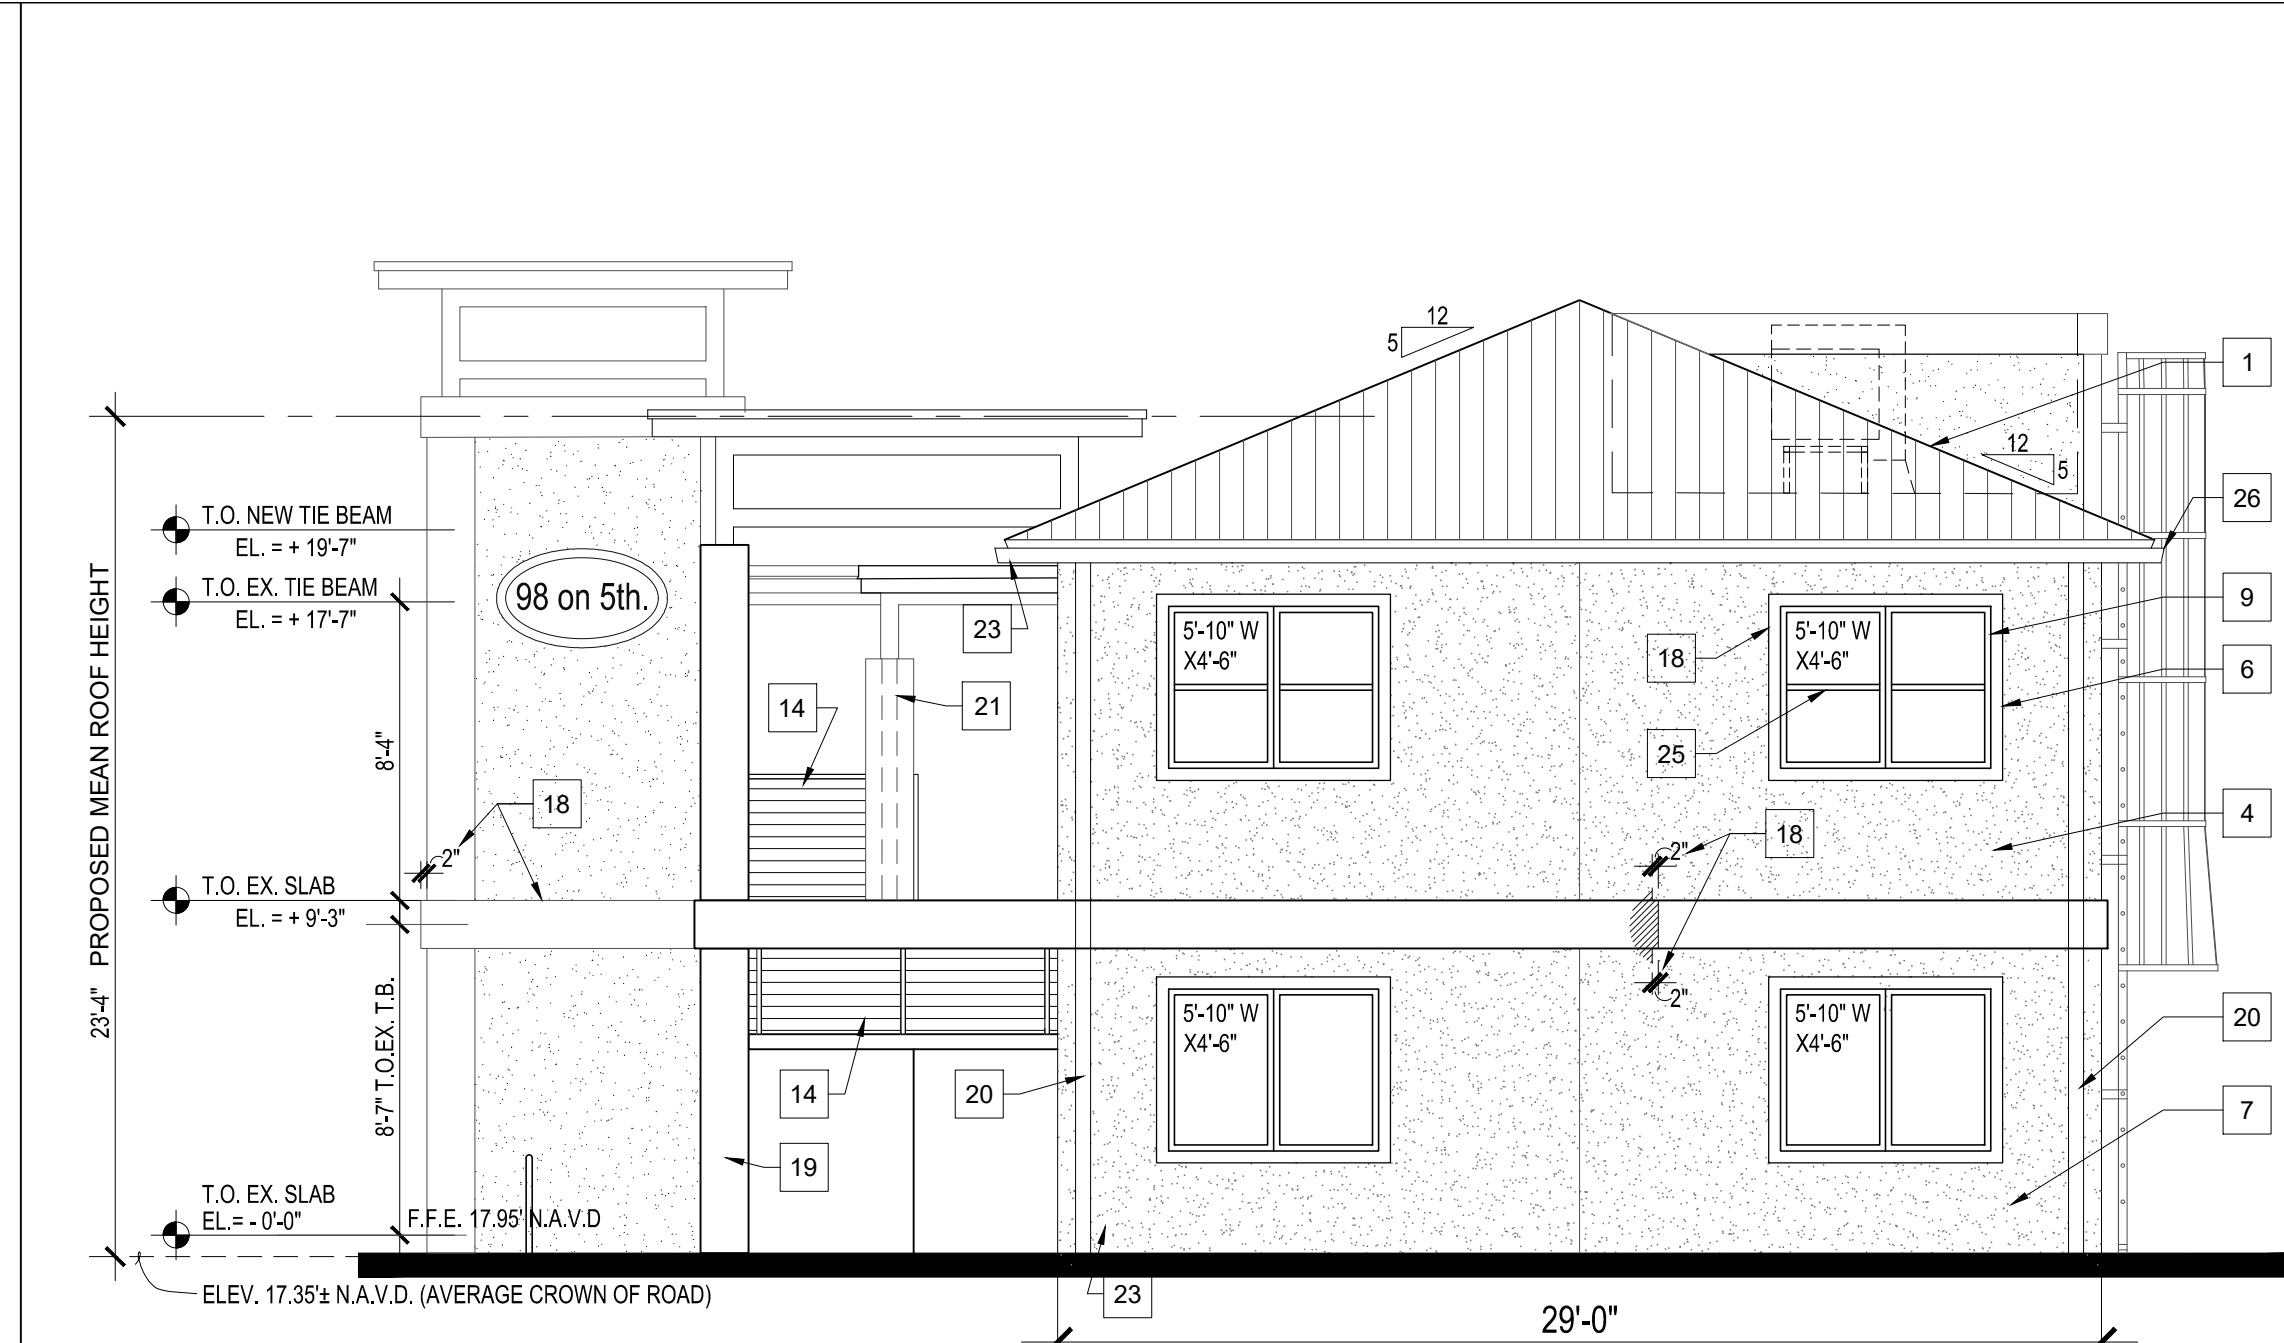 12
5
1
12
5
26
T.O. NEW TIE BEAM
EL. = + 19'-7"
T.O. EX. TIE BEAM
EL. = + 17'-7"
98 on 5th.
23
5'-10" W
X4'-6"
18
5'-10" W
X4'-6"
9
6
14
21
25
23'-4" PROPOSED MEAN ROOF HEIGHT
8'-4"
18
2"
18
2"
4
T.O. EX. SLAB
EL. = + 9'-3"
8'-7" T.O.EX. T.B.
2"
5'-10" W
X4'-6"
5'-10" W
X4'-6"
20
14
20
7
19
T.O. EX. SLAB
EL.= - 0'-0"
F.F.E. 17.95' N.A.V.D
ELEV. 17.35'± N.A.V.D. (AVERAGE CROWN OF ROAD)
23
29'-0"